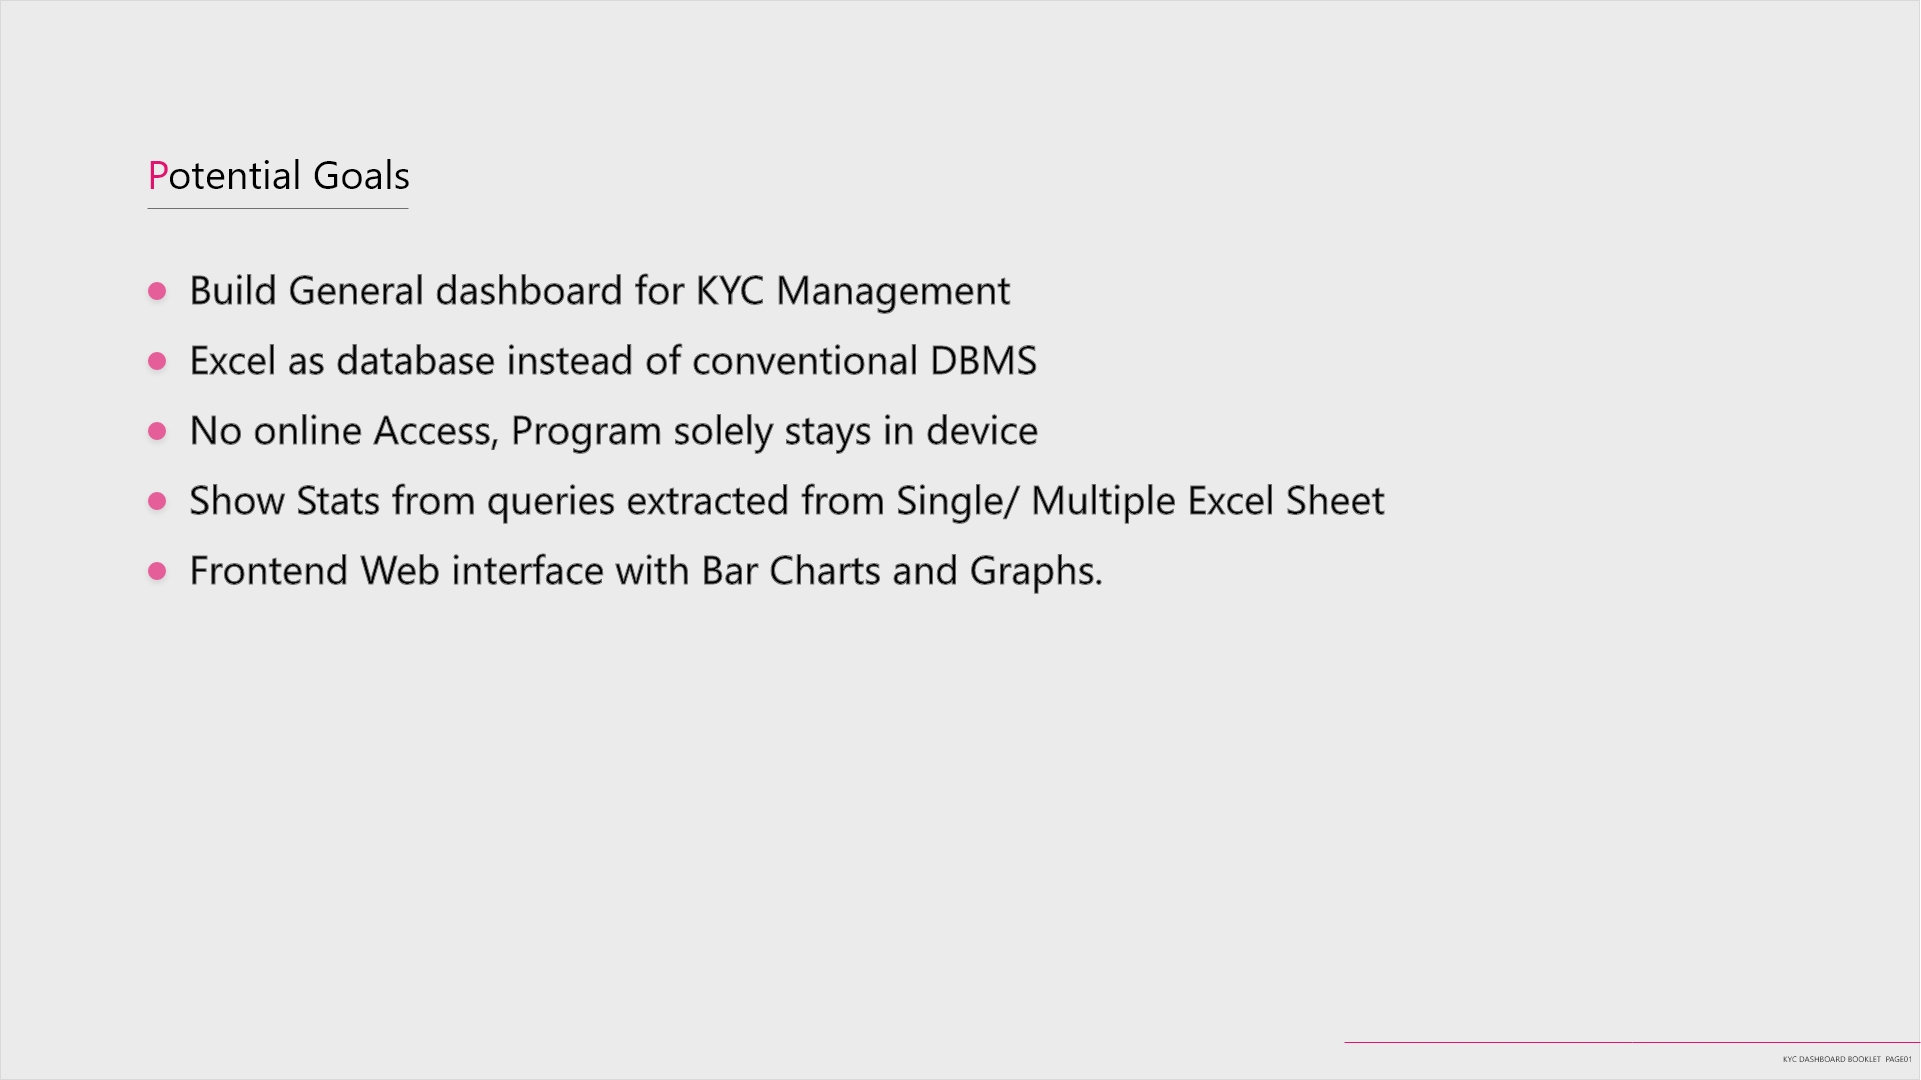 Potential Goals
Build General dashboard for KYC Management
Excel as database instead of conventional DBMS
No online Access, Program solely stays in device
Show Stats from queries extracted from Single/ Multiple Excel Sheet
Frontend Web interface with Bar Charts and Graphs.
KYC DASHBOARD BOOKLET PAGE01